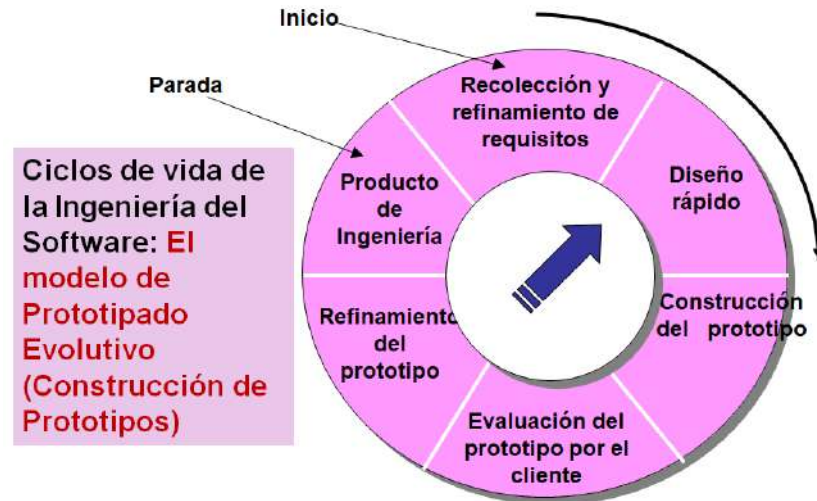 Inicio
Parada
Recolección y
refinamiento de
requisitos
Diseño
rápido
Construcción
del prototipo
Evaluación del
prototipo por el
cliente
Refinamiento
del
prototipo
Producto
de
Ingeniería
Ciclos de vida de
la Ingeniería del
Software: El
modelo de
Prototipado
Evolutivo
(Construcción de
Prototipos)